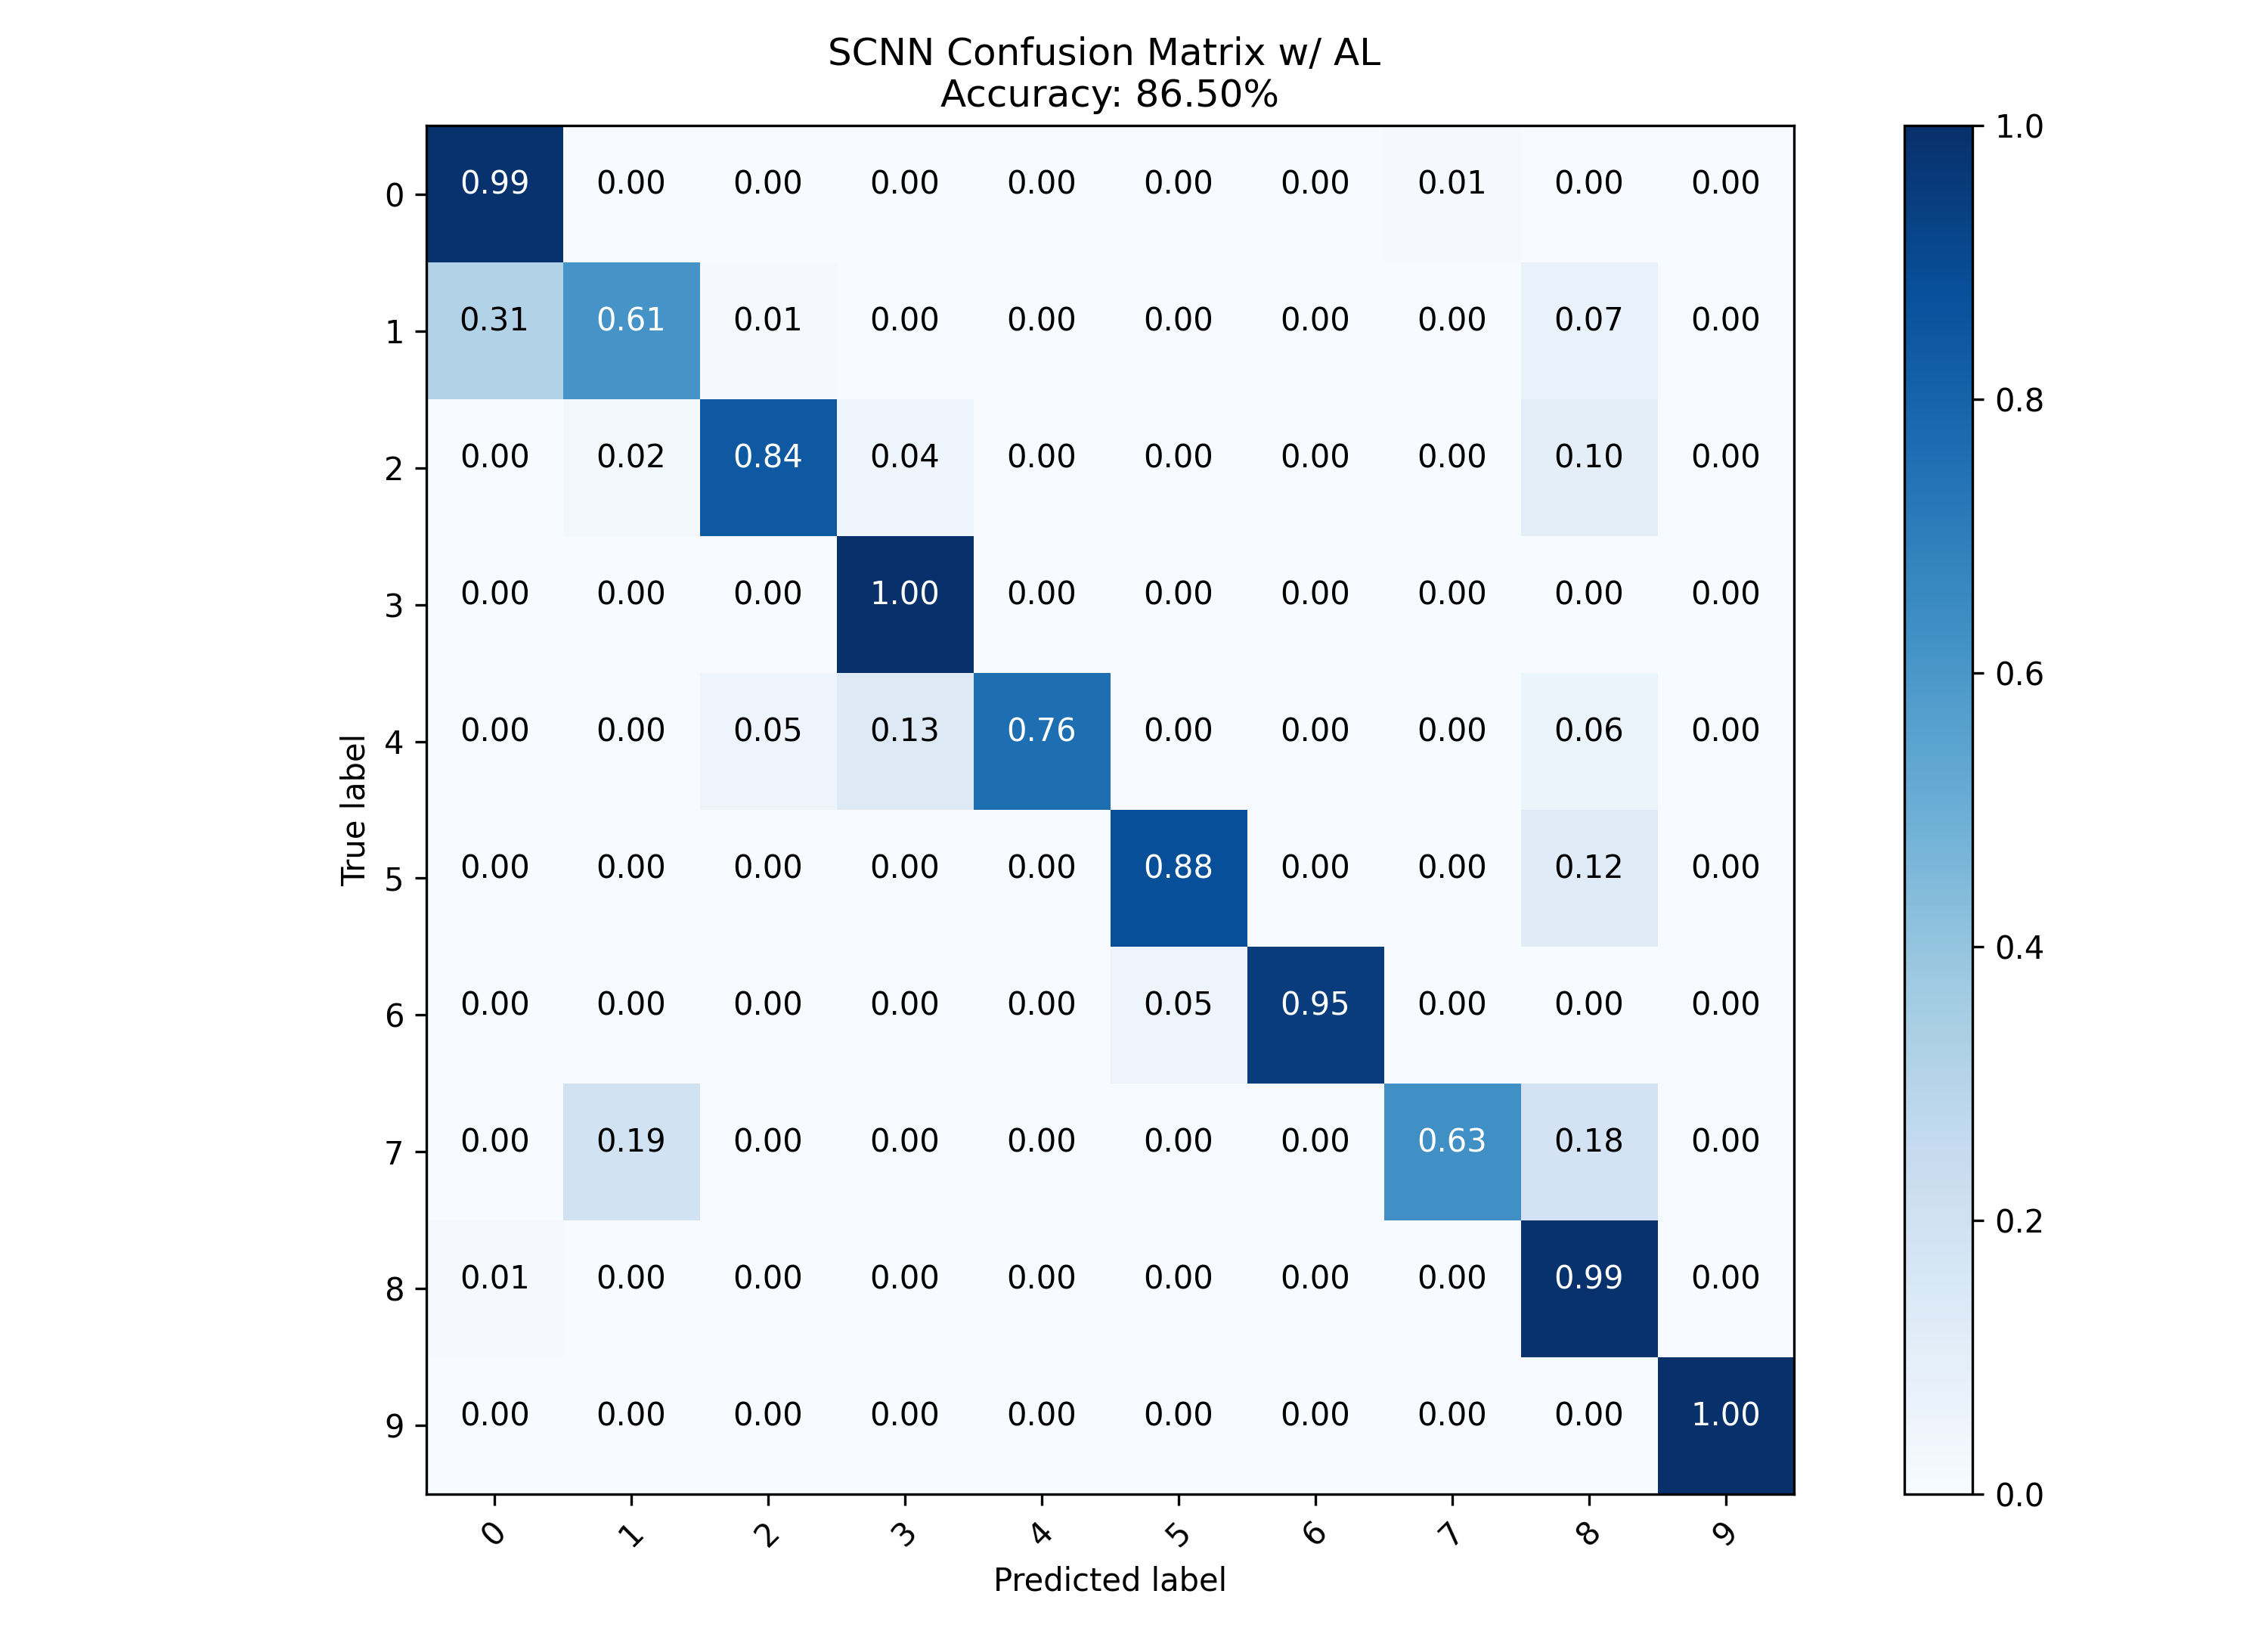 SCNN Confusion Matrix w/ AL
Accuracy: 86.50%
0 0.99 0.00 0.00 0.00 0.00 0.00 0.00 0.01 0.00 0.00
1 0.31 0.61 0.01 0.00 0.00 0.00 0.00 0.00 0.07 0.00
2 0.00 0.02 0.84 0.04 0.00 0.00 0.00 0.00 0.10 0.00
3 0.00 0.00 0.00 1.00 0.00 0.00 0.00 0.00 0.00 0.00
4 0.00 0.00 0.05 0.13 0.76 0.00 0.00 0.00 0.06 0.00
5 0.00 0.00 0.00 0.00 0.00 0.88 0.00 0.00 0.12 0.00
6 0.00 0.00 0.00 0.00 0.00 0.05 0.95 0.00 0.00 0.00
7 0.00 0.19 0.00 0.00 0.00 0.00 0.00 0.63 0.18 0.00
8 0.01 0.00 0.00 0.00 0.00 0.00 0.00 0.00 0.99 0.00
9 0.00 0.00 0.00 0.00 0.00 0.00 0.00 0.00 0.00 1.00
0 1 2 3 4 5 6 7 8 9
Predicted label
True label
1.0
0.8
0.6
0.4
0.2
0.0